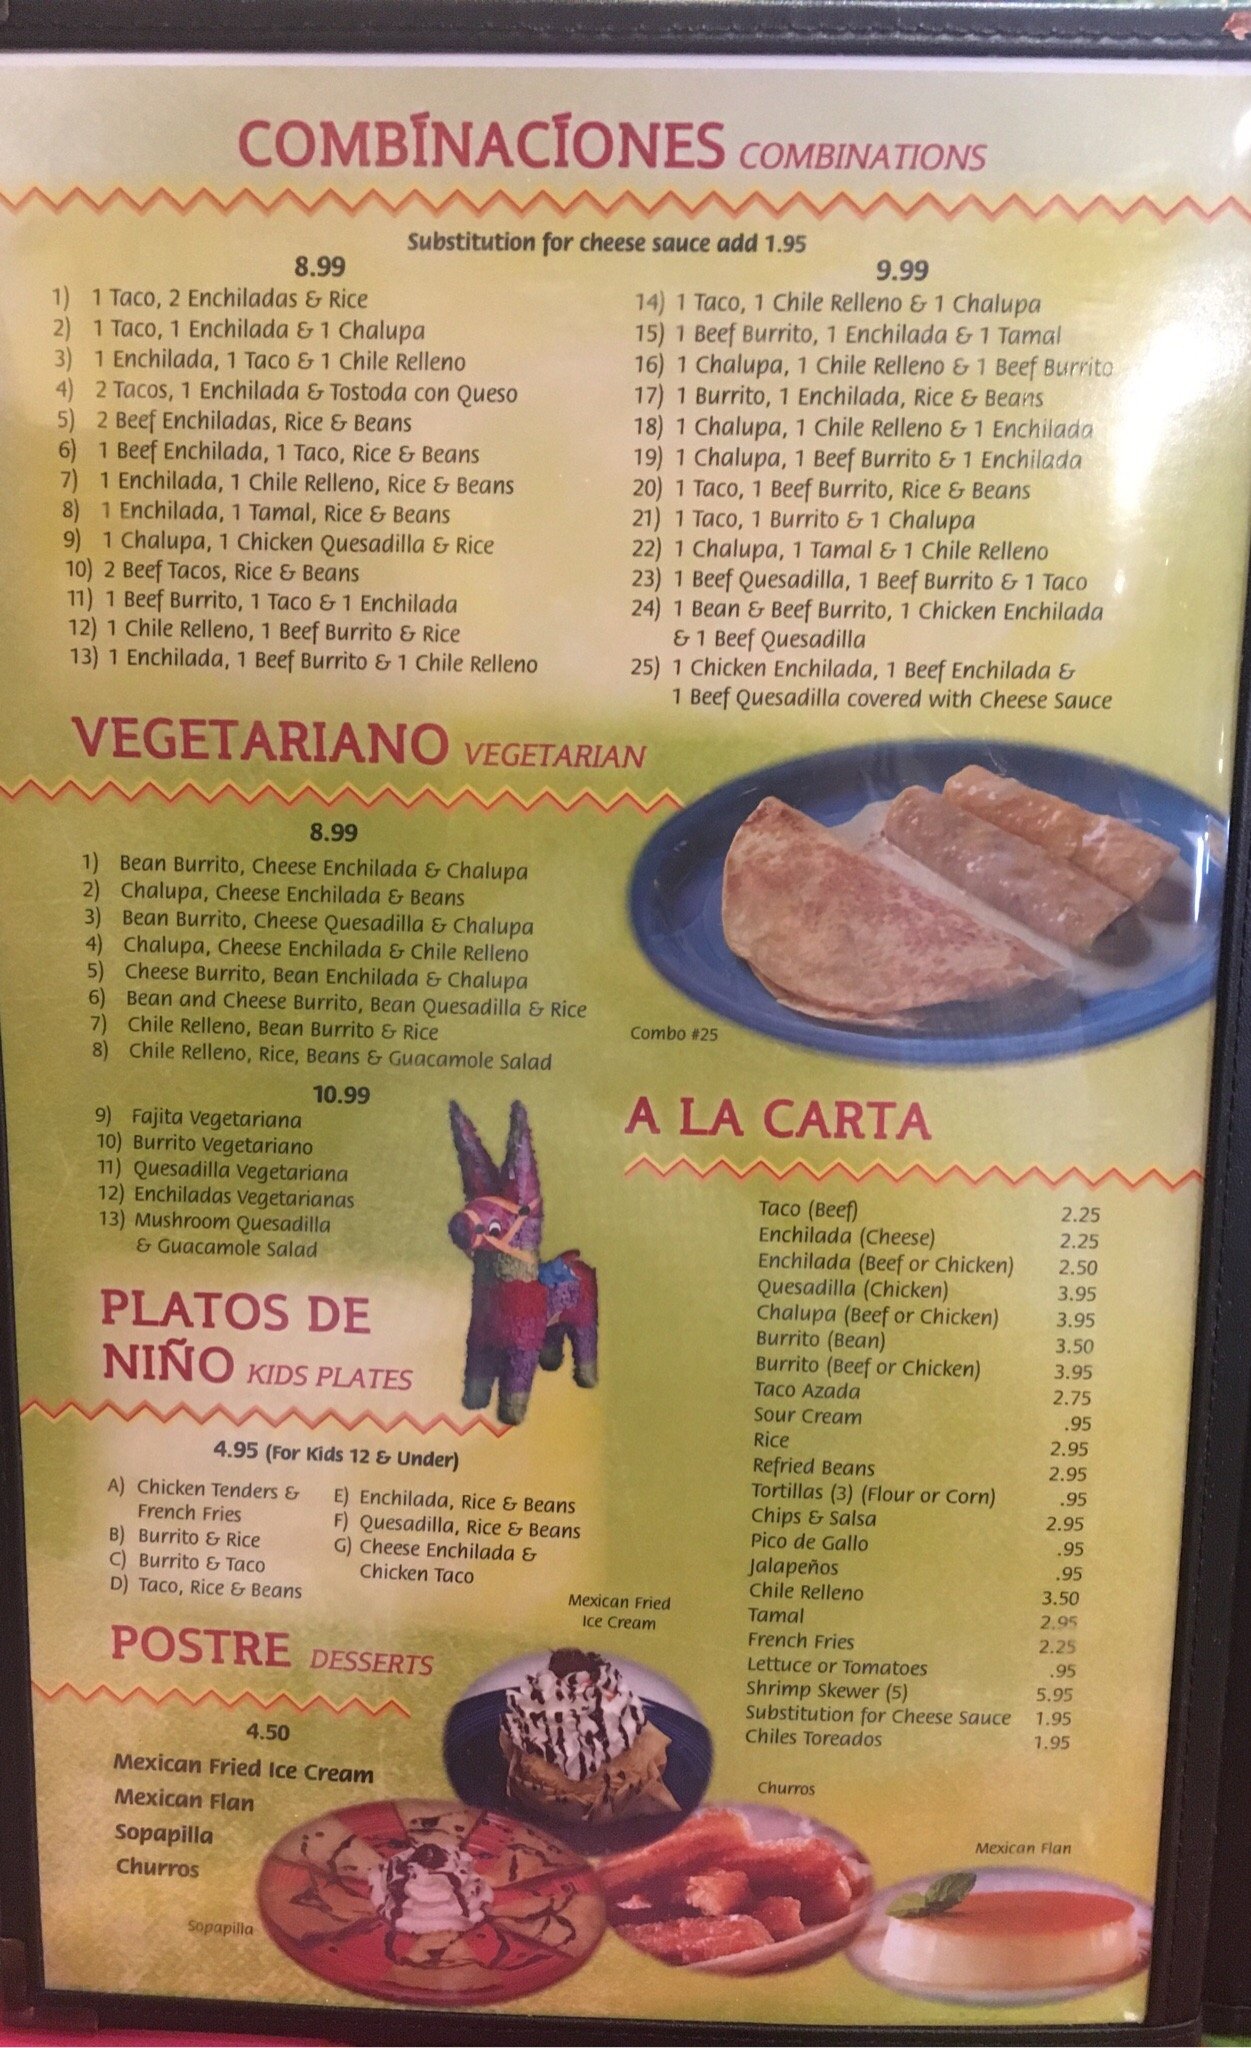 COMBÍNACÍONES COMBINATIONS
Substitution for cheese sauce add 1.95
8.99
1) 1 Taco, 2 Enchiladas & Rice
2) 1 Taco, 1 Enchilada & 1 Chalupa
3) 1 Enchilada, 1 Taco & 1 Chile Relleno
4) 2 Tacos, 1 Enchilada & Tostoda con Queso
5) 2 Beef Enchiladas, Rice & Beans
6) 1 Beef Enchilada, 1 Taco, Rice & Beans
7) 1 Enchilada, 1 Chile Relleno, Rice & Beans
8) 1 Enchilada, 1 Tamal, Rice & Beans
9) 1 Chalupa, 1 Chicken Quesadilla & Rice
10) 2 Beef Tacos, Rice & Beans
11) 1 Beef Burrito, 1 Taco & 1 Enchilada
12) 1 Chile Relleno, 1 Beef Burrito & Rice
13) 1 Enchilada, 1 Beef Burrito & 1 Chile Relleno
9.99
14) 1 Taco, 1 Chile Relleno & 1 Chalupa
15) 1 Beef Burrito, 1 Enchilada & 1 Tamal
16) 1 Chalupa, 1 Chile Relleno & 1 Beef Burrito
17) 1 Burrito, 1 Enchilada, Rice & Beans
18) 1 Chalupa, 1 Chile Relleno & 1 Enchilada
19) 1 Chalupa, 1 Beef Burrito & 1 Enchilada
20) 1 Taco, 1 Beef Burrito, Rice & Beans
21) 1 Taco, 1 Burrito & 1 Chalupa
22) 1 Chalupa, 1 Tamal & 1 Chile Relleno
23) 1 Beef Quesadilla, 1 Beef Burrito & 1 Taco
24) 1 Bean & Beef Burrito, 1 Chicken Enchilada
& 1 Beef Quesadilla
25) 1 Chicken Enchilada, 1 Beef Enchilada &
1 Beef Quesadilla covered with Cheese Sauce
Combo #25
VEGETARIANO VEGETARIAN
8.99
1) Bean Burrito, Cheese Enchilada & Chalupa
2) Chalupa, Cheese Enchilada & Beans
3) Bean Burrito, Cheese Quesadilla & Chalupa
4) Chalupa, Cheese Enchilada & Chile Relleno
5) Cheese Burrito, Bean Enchilada & Chalupa
6) Bean and Cheese Burrito, Bean Quesadilla & Rice
7) Chile Relleno, Bean Burrito & Rice
8) Chile Relleno, Rice, Beans & Guacamole Salad
10.99
9) Fajita Vegetariana
10) Burrito Vegetariano
11) Quesadilla Vegetariana
12) Enchiladas Vegetarianas
13) Mushroom Quesadilla
& Guacamole Salad
PLATOS DE
NIÑO KIDS PLATES
4.95 (For Kids 12 & Under)
A) Chicken Tenders &
French Fries
B) Burrito & Rice
C) Burrito & Taco
D) Taco, Rice & Beans
E) Enchilada, Rice & Beans
F) Quesadilla, Rice & Beans
G) Cheese Enchilada &
Chicken Taco
POSTRE DESSERTS
4.50
Mexican Fried Ice Cream
Mexican Flan
Sopapilla
Churros
Mexican Fried
Ice Cream
Sopapilla
A LA CARTA
Taco (Beef) 2.25
Enchilada (Cheese) 2.25
Enchilada (Beef or Chicken) 2.50
Quesadilla (Chicken) 3.95
Chalupa (Beef or Chicken) 3.95
Burrito (Bean) 3.50
Burrito (Beef or Chicken) 3.95
Taco Azada 2.75
Sour Cream .95
Rice 2.95
Refried Beans 2.95
Tortillas (3) (Flour or Corn) .95
Chips & Salsa 2.95
Pico de Gallo .95
Jalapeños .95
Chile Relleno 3.50
Tamal 2.95
French Fries 2.25
Lettuce or Tomatoes .95
Shrimp Skewer (5) 5.95
Substitution for Cheese Sauce 1.95
Chiles Toreados 1.95
Churros
Mexican Flan